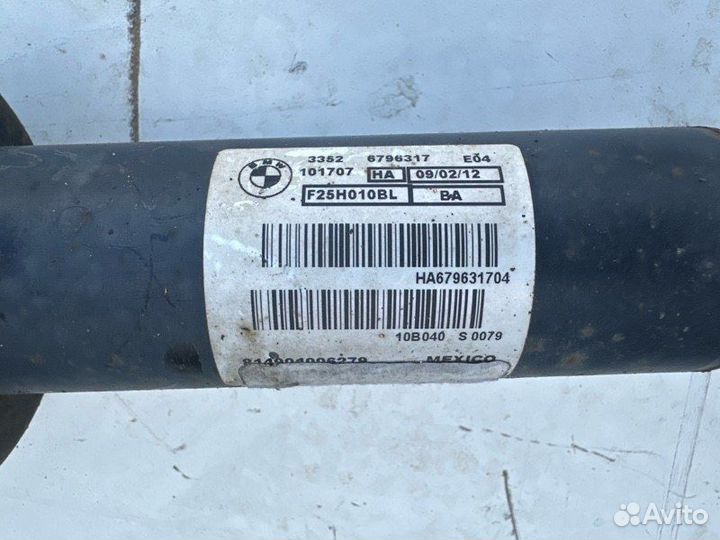 BMW
3352 6796317 E04
101707 HA 09/02/12
F25H010BL BA
HA679631704
10B040 S 0079
MEXICO
Avito